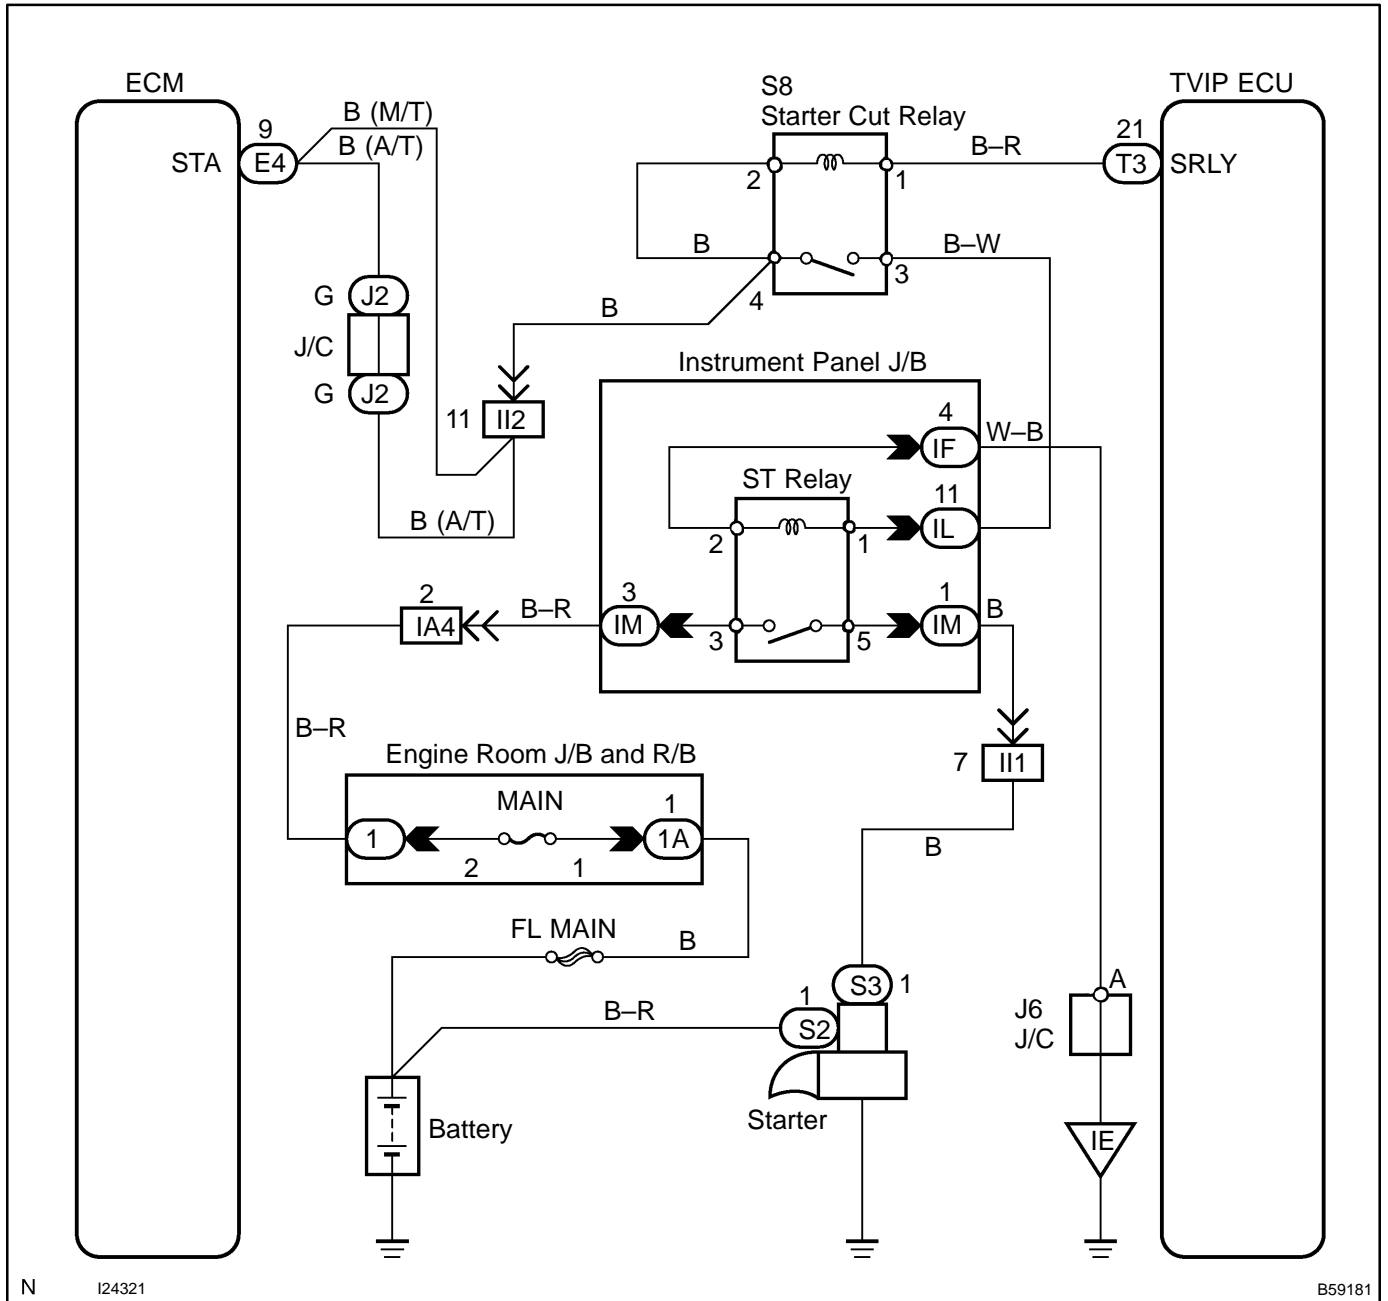 ECM
S8
Starter Cut Relay
TVIP ECU
B (M/T)
B (A/T)
9
STA
E4
2
1
B–R
21
T3
SRLY
B
B–W
3
4
B
G
J2
J/C
G
J2
11
II2
B (A/T)
Instrument Panel J/B
4
IF
W–B
ST Relay
11
IL
2
1
2
IA4
B–R
3
IM
3
5
1
IM
B
B–R
7
II1
Engine Room J/B and R/B
MAIN
1
1
1A
2
1
B
FL MAIN
B
B–R
1
S2
S3
1
Starter
J6
J/C
A
IE
Battery
N
I24321
B59181